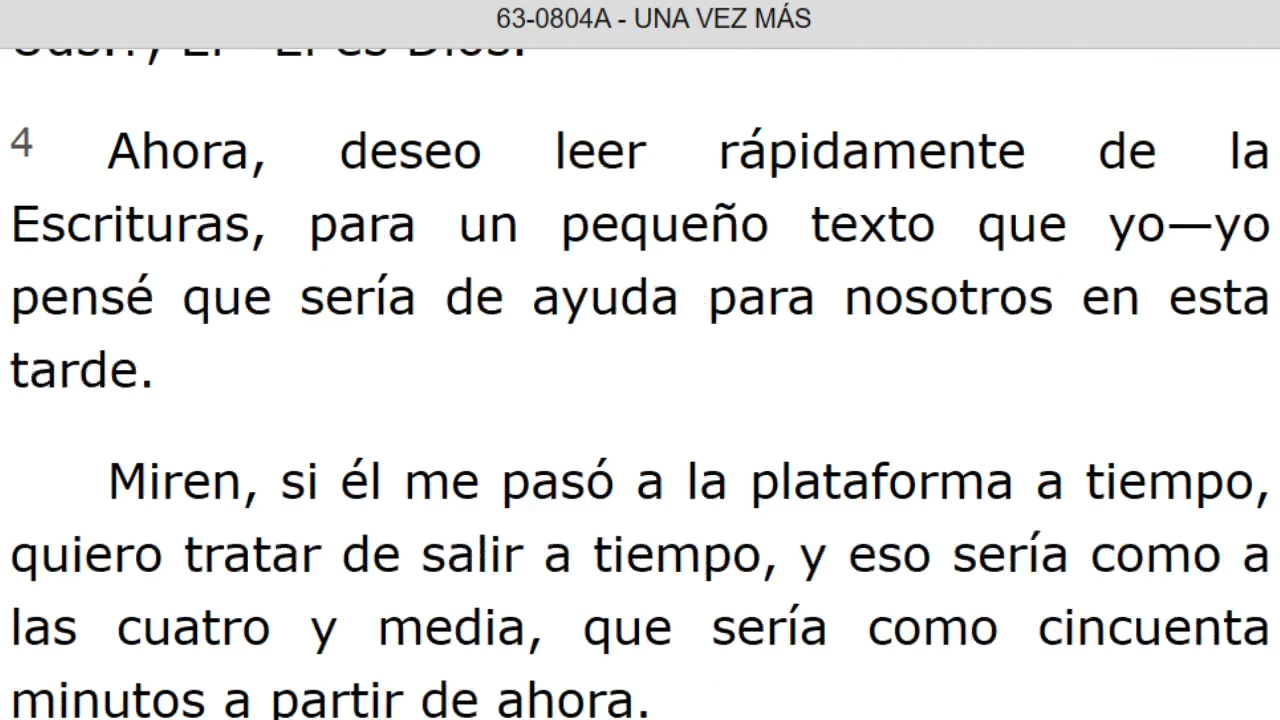 63-0804A - UNA VEZ MÁS
Él es Dios.
4 Ahora, deseo leer rápidamente de la
Escrituras, para un pequeño texto que yo—yo
pensé que sería de ayuda para nosotros en esta
tarde.
Miren, si él me pasó a la plataforma a tiempo,
quiero tratar de salir a tiempo, y eso sería como a
las cuatro y media, que sería como cincuenta
minutos a partir de ahora.